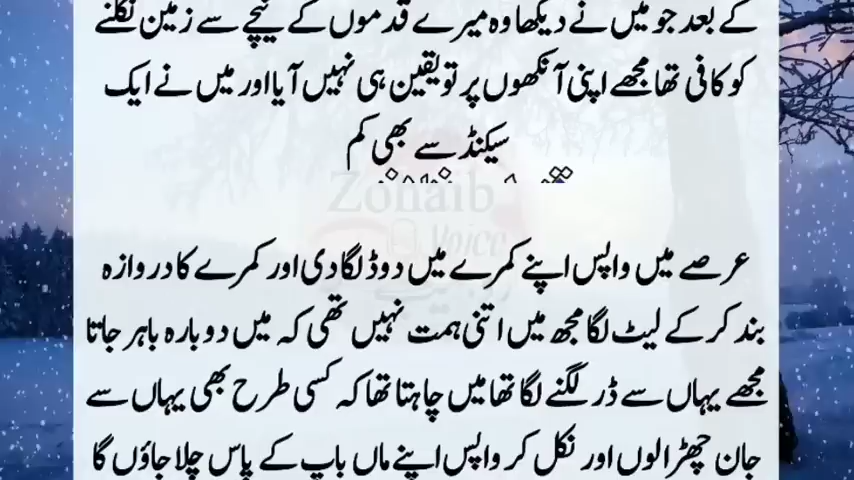 کے بعد جو میں نے دیکھا وہ میرے قدموں کے نیچے سے زمین نکلنے
کو کافی تھا مجھے اپنی آنکھوں پر تو یقین ہی نہیں آیا اور میں نے ایک
سیکنڈ سے بھی کم
Zohaib
Voice
عرصے میں واپس اپنے کمرے میں دوڈ لگا دی اور کمرے کا دروازہ
بند کر کے لیٹ لگا مجھ میں اتنی ہمت نہیں تھی کہ میں دوبارہ باہر جاتا
مجھے یہاں سے ڈر لگنے لگا تھا میں چاہتا تھا کہ کسی طرح بھی یہاں سے
جان چھڑا لوں اور نکل کر واپس اپنے ماں باپ کے پاس چلا جاؤں گا